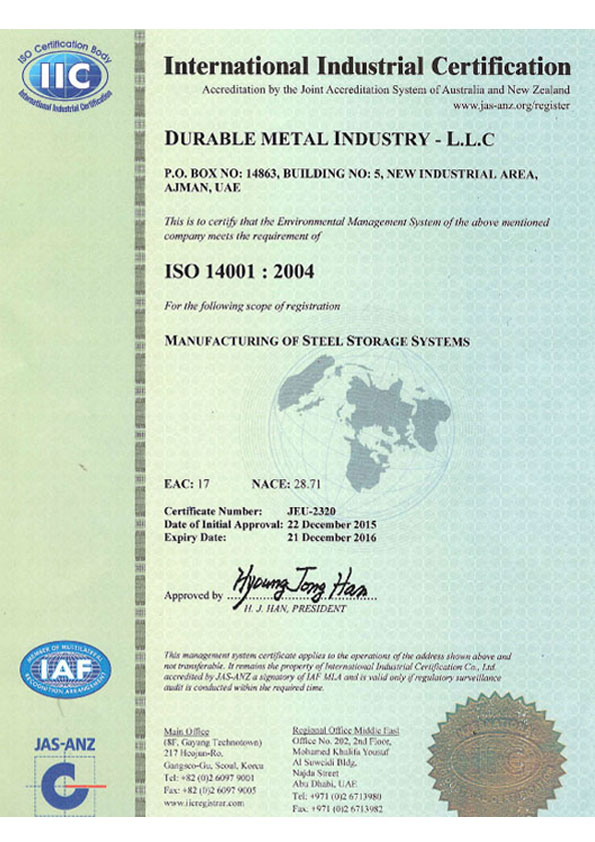 ISO Certification Body
IIC
International Industrial Certification
International Industrial Certification
Accreditation by the Joint Accreditation System of Australia and New Zealand
www.jas-anz.org/register
DURABLE METAL INDUSTRY - L.L.C
P.O. BOX NO: 14863, BUILDING NO: 5, NEW INDUSTRIAL AREA,
AJMAN, UAE
This is to certify that the Environmental Management System of the above mentioned
company meets the requirement of
ISO 14001 : 2004
For the following scope of registration
MANUFACTURING OF STEEL STORAGE SYSTEMS
EAC: 17 NACE: 28.71
Certificate Number: JEU-2320
Date of Initial Approval: 22 December 2015
Expiry Date: 21 December 2016
Hyoung Jong Han
Approved by
H. J. HAN, PRESIDENT
MEMBER OF MULTILATERAL
IAF
RECOGNITION ARRANGEMENT
This management system certificate applies to the operations of the address shown above and
not transferable. It remains the property of International Industrial Certification Co., Ltd.
accredited by JAS-ANZ a signatory of IAF MLA and is valid only if regulatory surveillance
audit is conducted within the required time.
JAS-ANZ
Main Office
(8F, Gayang Technotown)
217 Heojun-Ro,
Gangseo-Gu, Seoul, Korea
Tel: +82 (0)2 6097 9001
Fax: +82 (0)2 6097 9005
www.iicregistrar.com
Regional Office Middle East
Office No. 202, 2nd Floor,
Mohamed Khalifa Yousuf
Al Suweidi Bldg,
Najda Street
Abu Dhabi, UAE
Tel: +971 (0)2 6713980
Fax: +971 (0)2 6713982